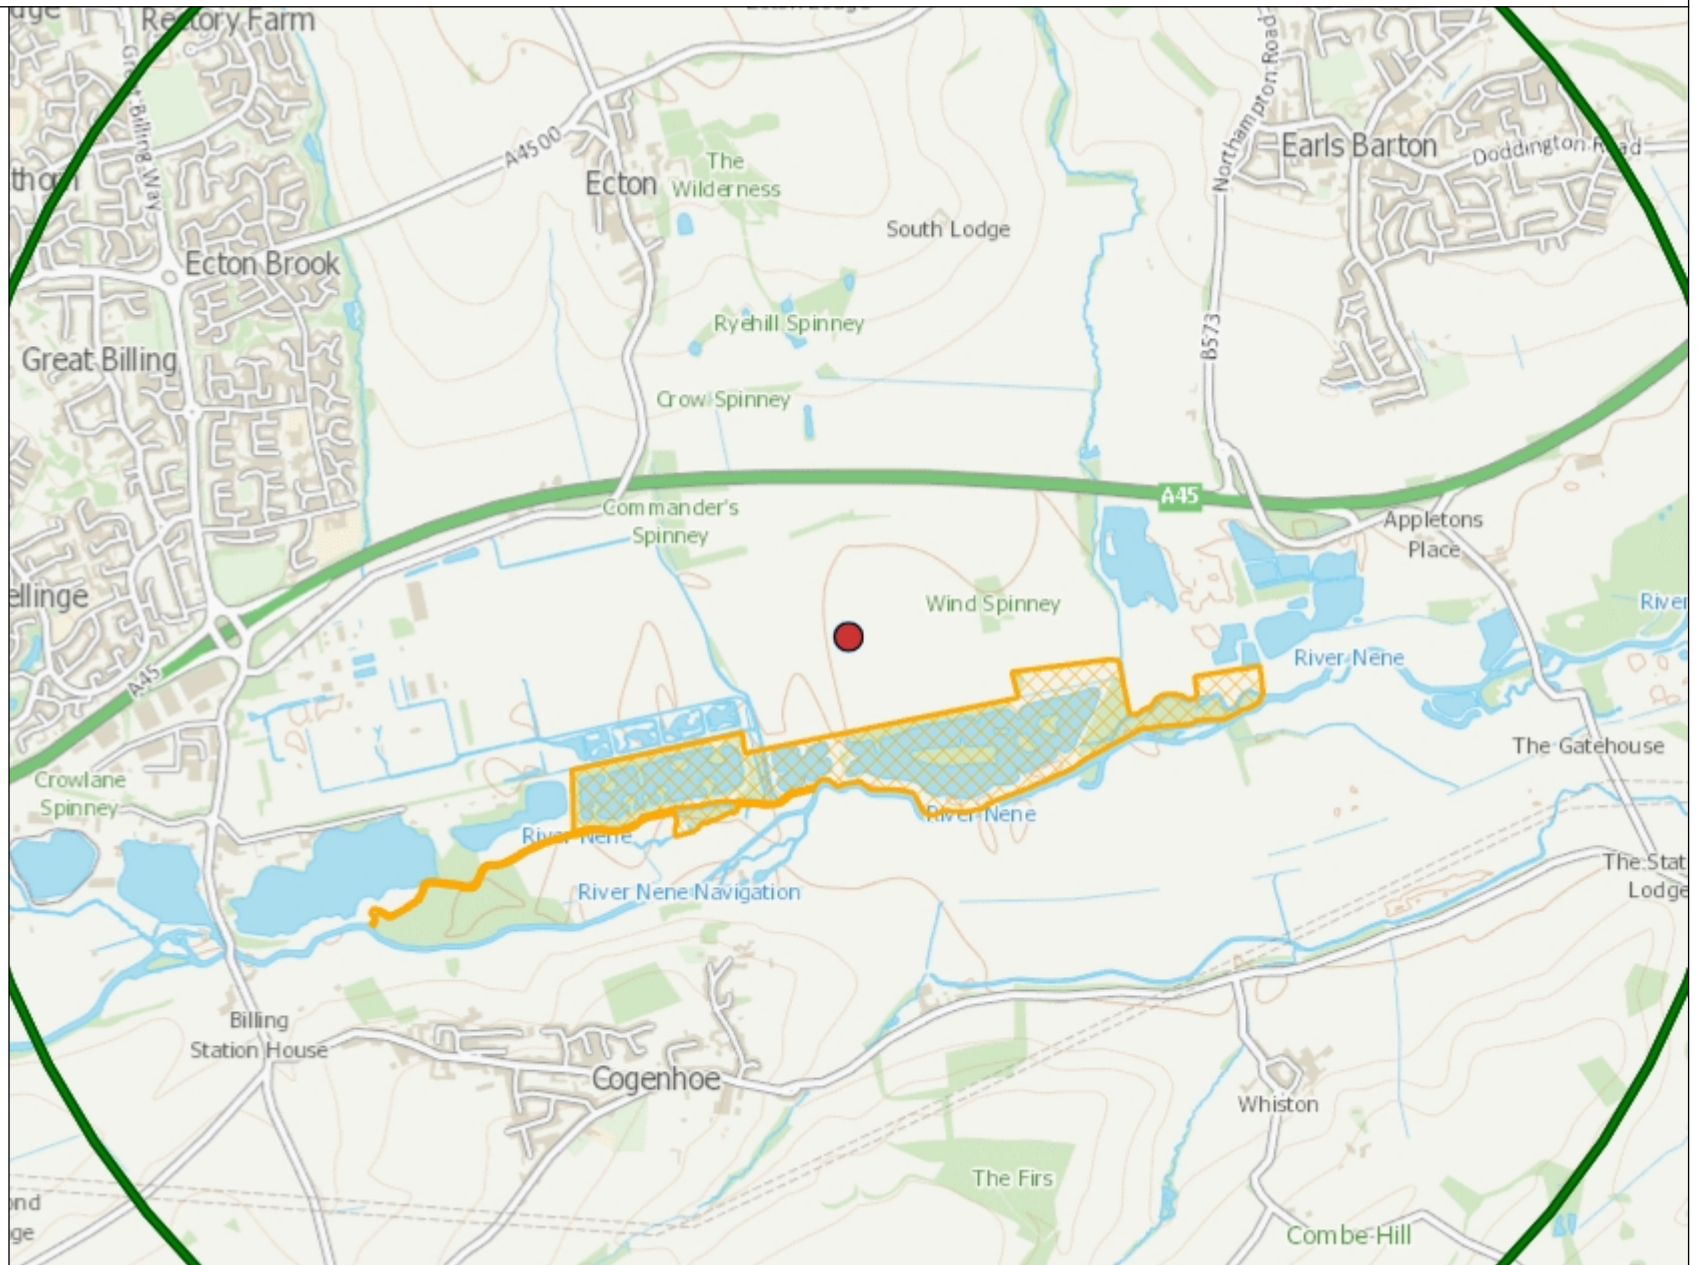 Rectory Farm
Great Billing Way
A4500
Ecton
The
Wilderness
South Lodge
Northampton Road
Earls Barton
Doddington Road
Ecton Brook
Ryehill Spinney
B573
Great Billing
Crow Spinney
A45
Commander's
Spinney
Appletons
Place
ellinge
Wind Spinney
River
River Nene
A45
The Gatehouse
Crowlane
Spinney
River Nene
River Nene
The Stat
Lodge
River Nene Navigation
Billing
Station House
Cogenhoe
Whiston
The Firs
ond
ge
Combe Hill